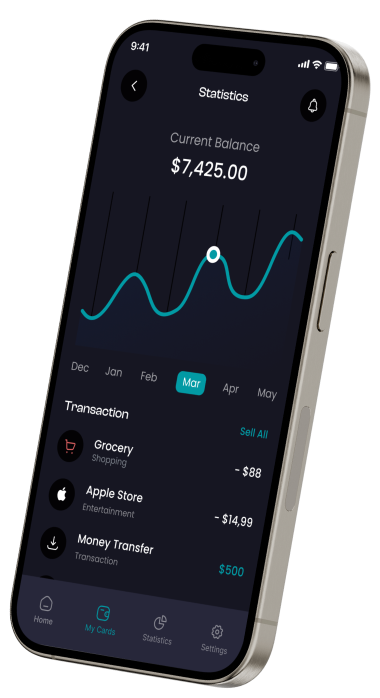 9:41
Statistics
Current Balance
$7,425.00
Dec Jan Feb Mar Apr May
Transaction
Sell All
Grocery
Shopping
- $88
Apple Store
Entertainment
- $14,99
Money Transfer
Transaction
$500
Home My Cards Statistics Settings